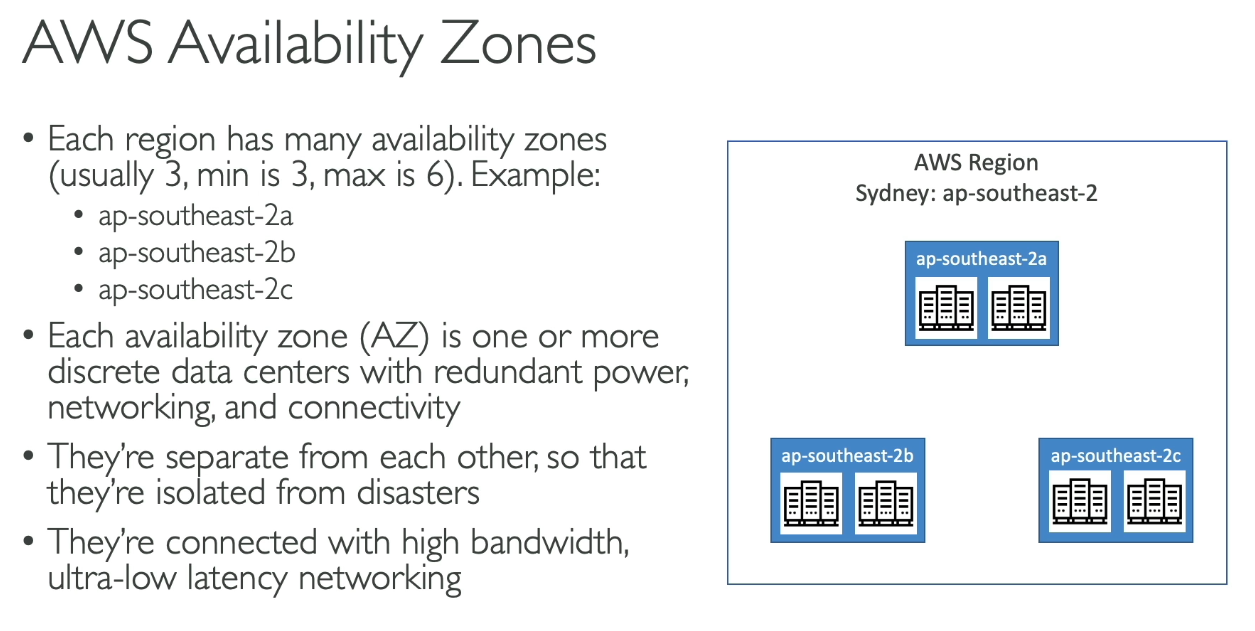 AWS Availability Zones
• Each region has many availability zones
(usually 3, min is 3, max is 6). Example:
• ap-southeast-2a
• ap-southeast-2b
• ap-southeast-2c
• Each availability zone (AZ) is one or more
discrete data centers with redundant power,
networking, and connectivity
• They’re separate from each other, so that
they’re isolated from disasters
• They’re connected with high bandwidth,
ultra-low latency networking
AWS Region
Sydney: ap-southeast-2
ap-southeast-2a
ap-southeast-2b
ap-southeast-2c